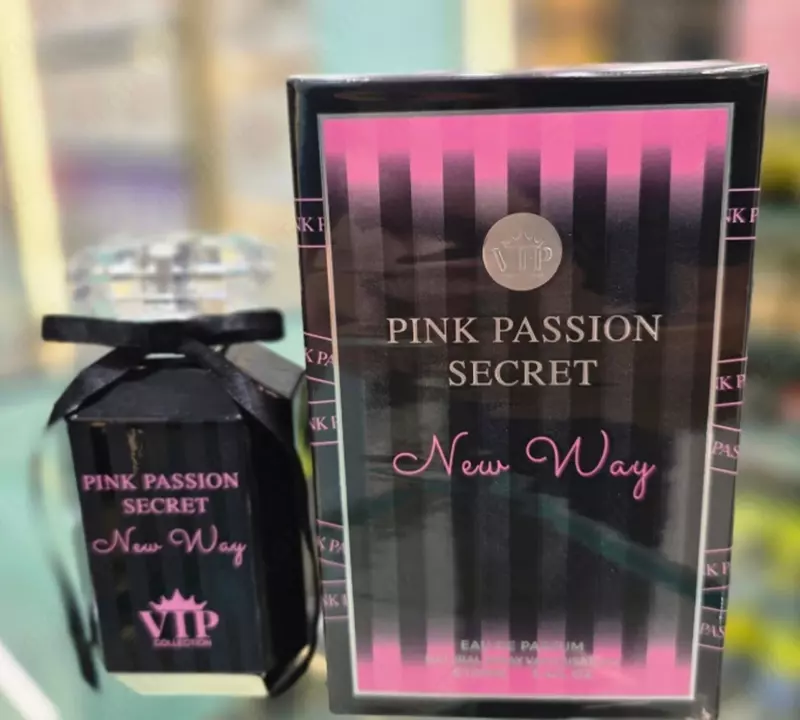 PINK PASSION
SECRET
New Way
VIP
COLLECTION
VIP
PINK PASSION
SECRET
New Way
EAU DE PARFUM